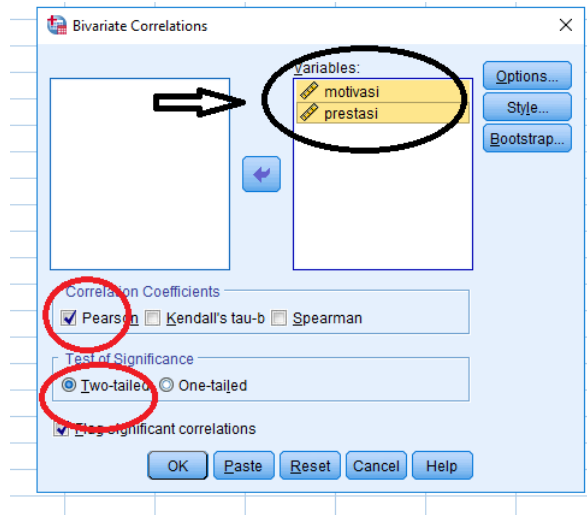 Bivariate Correlations
Variables:
motivasi
prestasi
Options...
Style...
Bootstrap...
Correlation Coefficients
Pearson Kendall's tau-b Spearman
Test of Significance
Two-tailed One-tailed
Flag significant correlations
OK Paste Reset Cancel Help